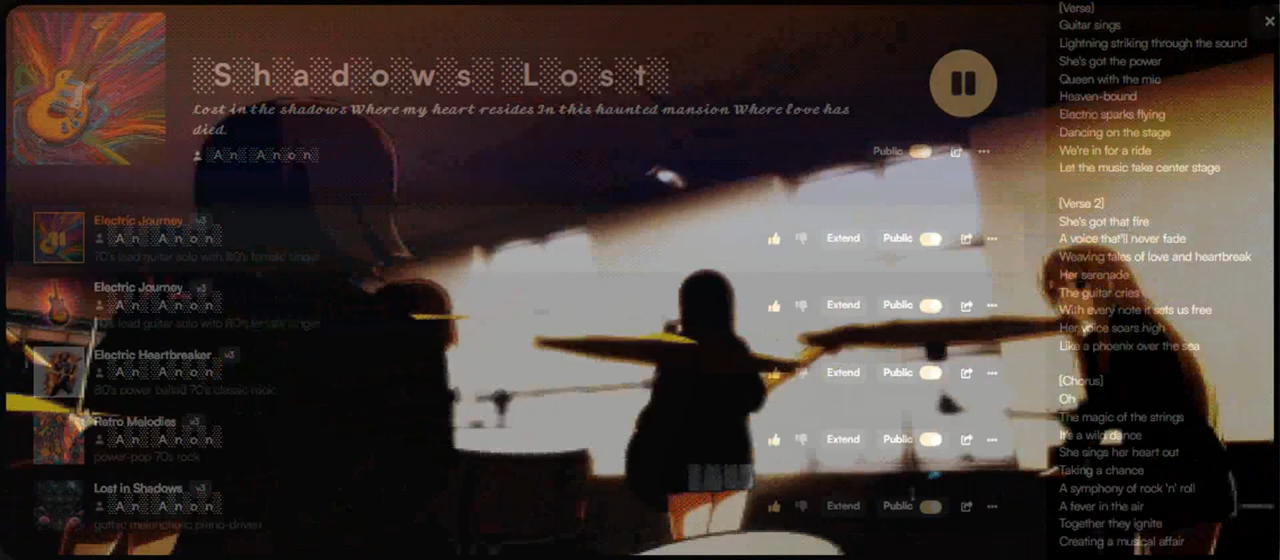 Shadows Lost
Lost in the shadows Where my heart resides In this haunted mansion Where love has
died.
An Anon
Public
Electric Journey v3
An Anon
70's lead guitar solo with 80's female singer
Extend Public
Electric Journey v3
An Anon
70's lead guitar solo with 80's female singer
Extend Public
Electric Heartbreaker v3
An Anon
80's power ballad 70's classic rock
Extend Public
Retro Melodies v3
An Anon
power-pop 70s rock
Extend Public
Lost in Shadows v3
An Anon
gothic melancholic piano-driven
Extend Public
[Verse]
Guitar sings
Lightning striking through the sound
She's got the power
Queen with the mic
Heaven-bound
Electric sparks flying
Dancing on the stage
We're in for a ride
Let the music take center stage
[Verse 2]
She's got that fire
A voice that'll never fade
Weaving tales of love and heartbreak
Her serenade
The guitar cries
With every note it sets us free
Her voice soars high
Like a phoenix over the sea
[Chorus]
Oh
The magic of the strings
It's a wild dance
She sings her heart out
Taking a chance
A symphony of rock 'n' roll
A fever in the air
Together they ignite
Creating a musical affair